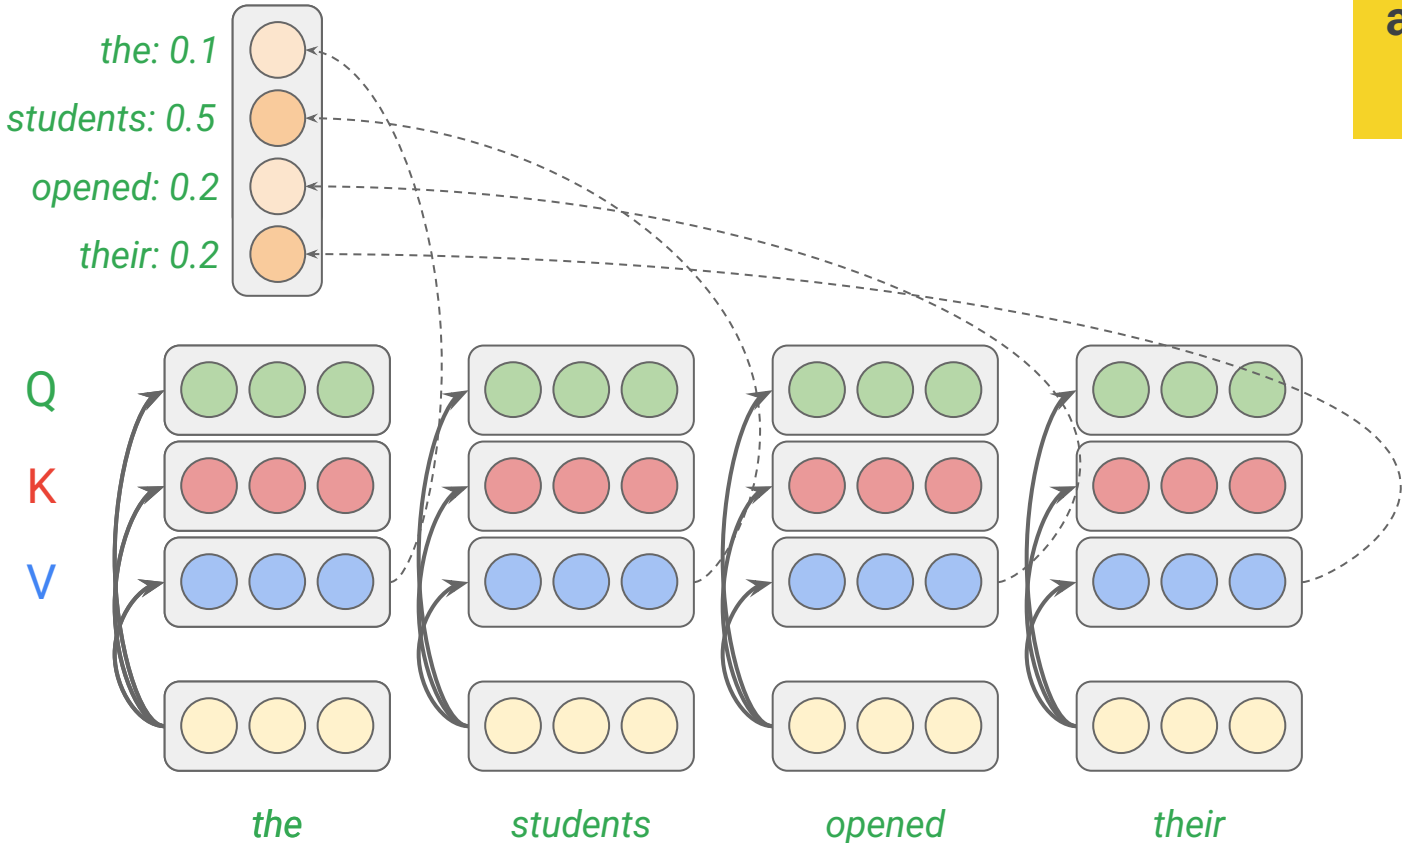 a
the: 0.1
students: 0.5
opened: 0.2
their: 0.2
Q
K
V
the students opened their